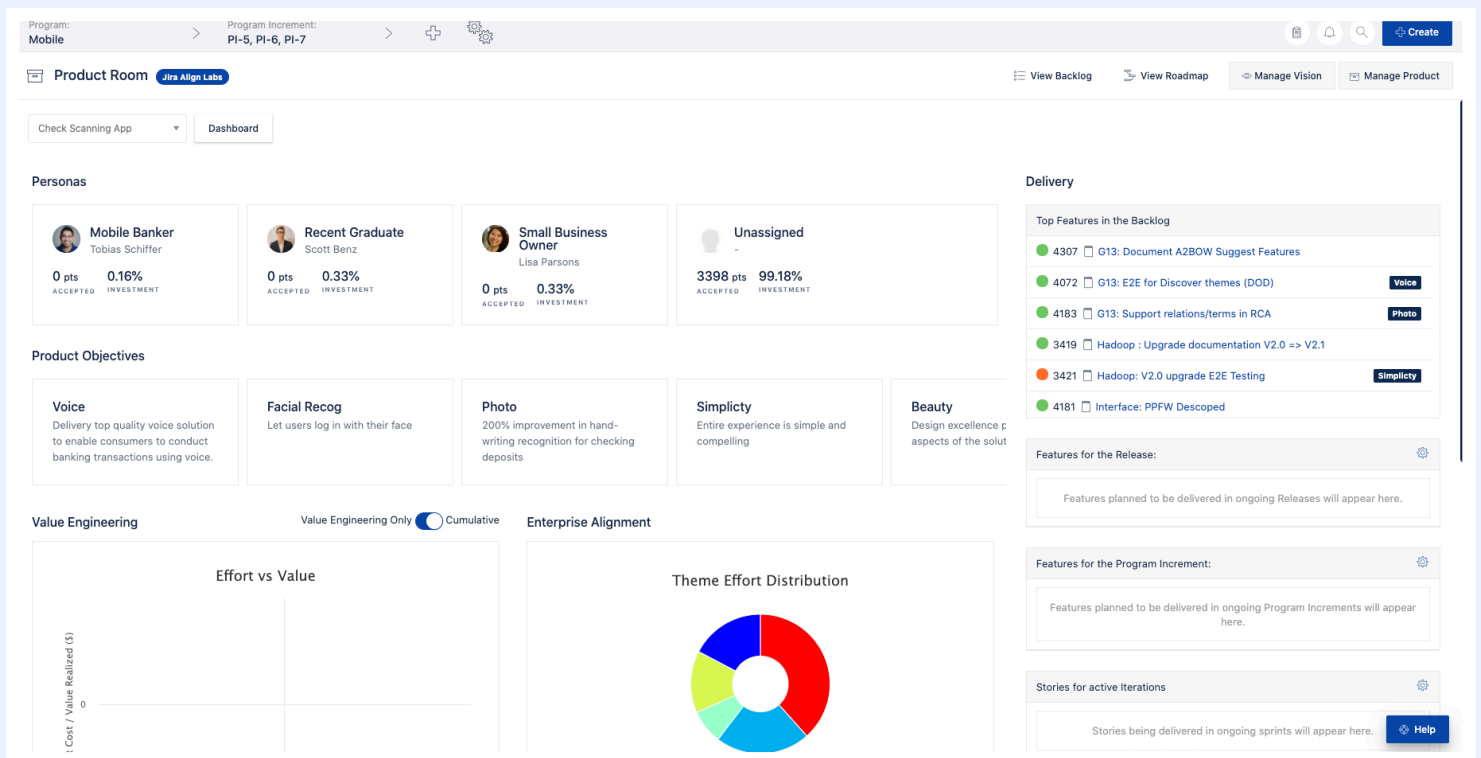 Program:
Mobile
Program Increment:
PI-5, PI-6, PI-7
Create
Product Room
Jira Align Labs
View Backlog
View Roadmap
Manage Vision
Manage Product
Check Scanning App
Dashboard
Personas
Mobile Banker
Tobias Schiffer
0 pts
0.16%
ACCEPTED
INVESTMENT
Recent Graduate
Scott Benz
0 pts
0.33%
ACCEPTED
INVESTMENT
Small Business
Owner
Lisa Parsons
0 pts
0.33%
ACCEPTED
INVESTMENT
Unassigned
-
3398 pts
99.18%
ACCEPTED
INVESTMENT
Product Objectives
Voice
Delivery top quality voice solution
to enable consumers to conduct
banking transactions using voice.
Facial Recog
Let users log in with their face
Photo
200% improvement in hand-
writing recognition for checking
deposits
Simplicty
Entire experience is simple and
compelling
Beauty
Design excellence p
aspects of the solut
Value Engineering
Value Engineering Only
Cumulative
Effort vs Value
t Cost / Value Realized ($)
0
Enterprise Alignment
Theme Effort Distribution
Delivery
Top Features in the Backlog
4307 G13: Document A2BOW Suggest Features
4072 G13: E2E for Discover themes (DOD) Voice
4183 G13: Support relations/terms in RCA Photo
3419 Hadoop : Upgrade documentation V2.0 => V2.1
3421 Hadoop: V2.0 upgrade E2E Testing Simplicty
4181 Interface: PPFW Descoped
Features for the Release:
Features planned to be delivered in ongoing Releases will appear here.
Features for the Program Increment:
Features planned to be delivered in ongoing Program Increments will appear
here.
Stories for active Iterations
Stories being delivered in ongoing sprints will appear here.
Help